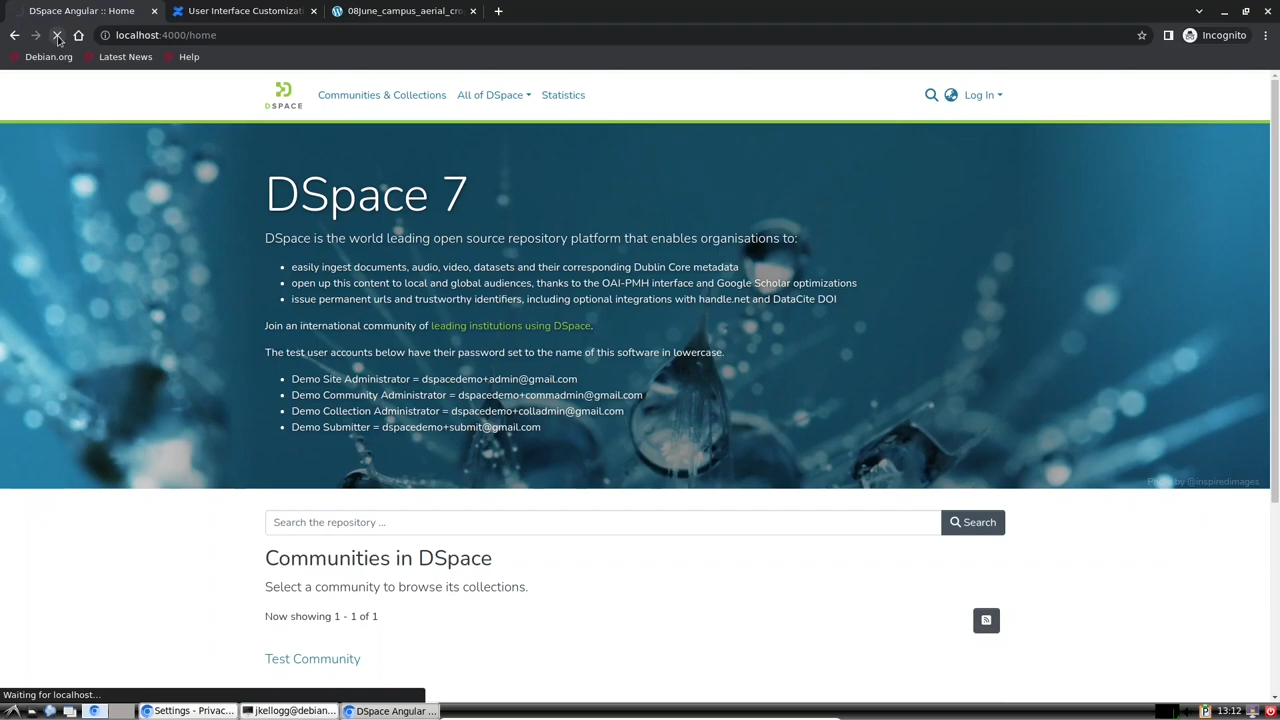 DSpace Angular :: Home
User Interface Customizati
08June_campus_aerial_cro
localhost:4000/home
Incognito
Debian.org
Latest News
Help
DSPACE
Communities & Collections
All of DSpace
Statistics
Log In
DSpace 7
DSpace is the world leading open source repository platform that enables organisations to:
easily ingest documents, audio, video, datasets and their corresponding Dublin Core metadata
open up this content to local and global audiences, thanks to the OAI-PMH interface and Google Scholar optimizations
issue permanent urls and trustworthy identifiers, including optional integrations with handle.net and DataCite DOI
Join an international community of leading institutions using DSpace.
The test user accounts below have their password set to the name of this software in lowercase.
Demo Site Administrator = dspacedemo+admin@gmail.com
Demo Community Administrator = dspacedemo+commadmin@gmail.com
Demo Collection Administrator = dspacedemo+colladmin@gmail.com
Demo Submitter = dspacedemo+submit@gmail.com
Photo by @inspiredimages
Search the repository ...
Search
Communities in DSpace
Select a community to browse its collections.
Now showing 1 - 1 of 1
Test Community
Waiting for localhost...
Settings - Privac...
jkellogg@debian...
DSpace Angular ...
13:12